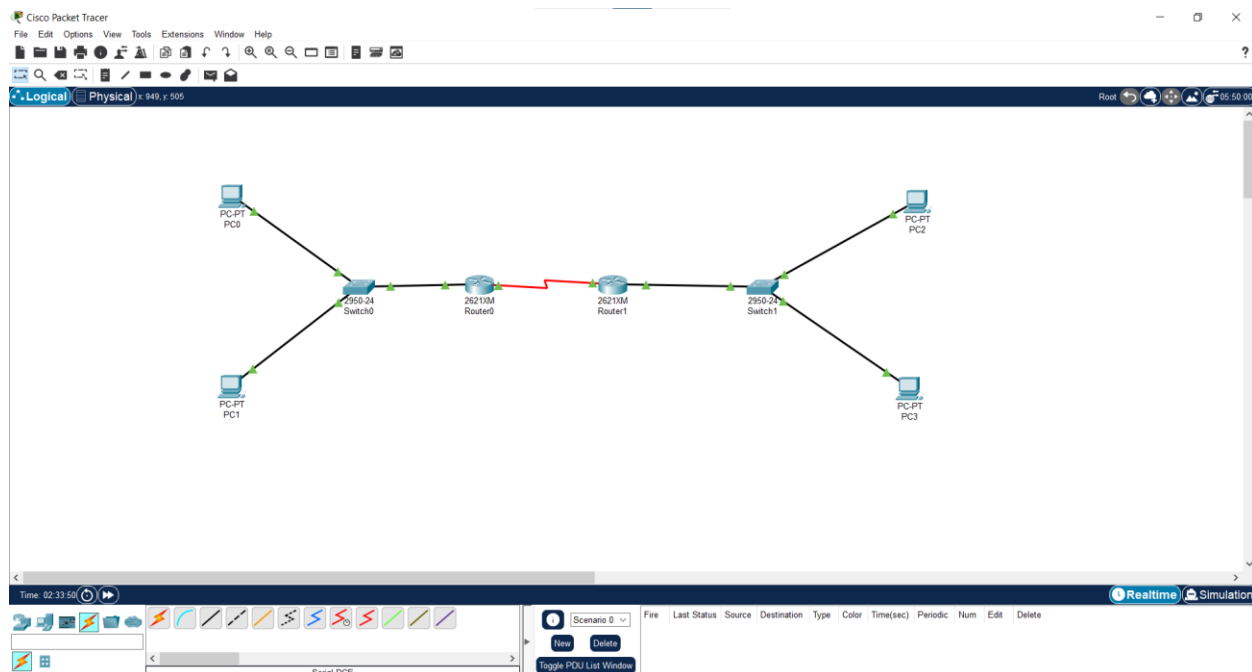 Cisco Packet Tracer
File Edit Options View Tools Extensions Window Help
?
Logical Physical x: 949, y: 505 Root 05:50:00
PC-PT
PC0
PC-PT
PC2
2950-24
Switch0
2621XM
Router0
2621XM
Router1
2950-24
Switch1
PC-PT
PC1
PC-PT
PC3
Time: 02:33:50 Realtime Simulation
Scenario 0 Fire Last Status Source Destination Type Color Time(sec) Periodic Num Edit Delete
New Delete
Toggle PDU List Window
Serial DCE